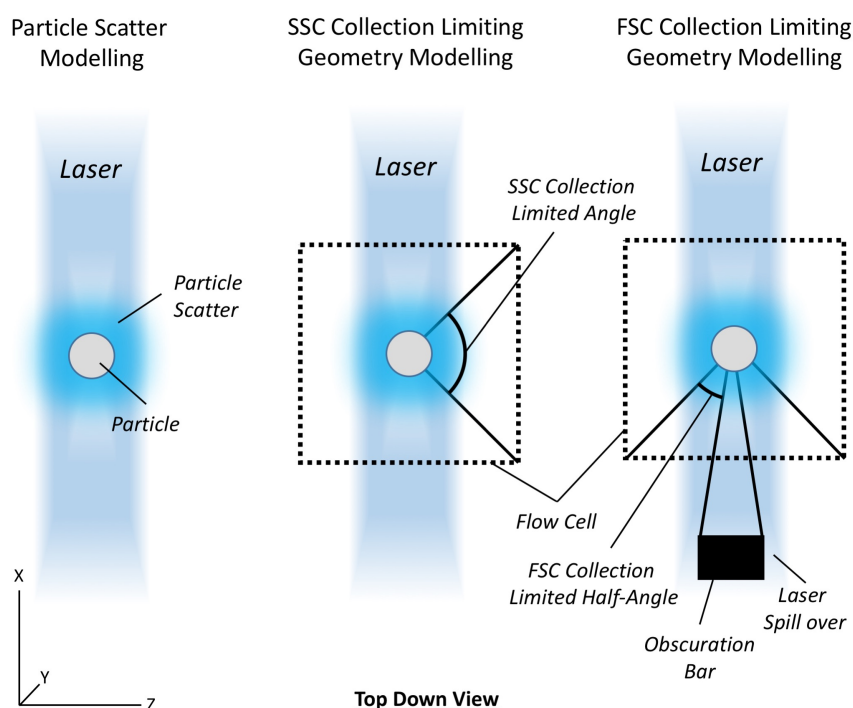 Particle Scatter
Modelling
SSC Collection Limiting
Geometry Modelling
FSC Collection Limiting
Geometry Modelling
Laser
Laser
Laser
SSC Collection
Limited Angle
Particle
Scatter
Particle
Flow Cell
FSC Collection
Limited Half-Angle
Laser
Spill over
Obscuration
Bar
X
Y
Z
Top Down View